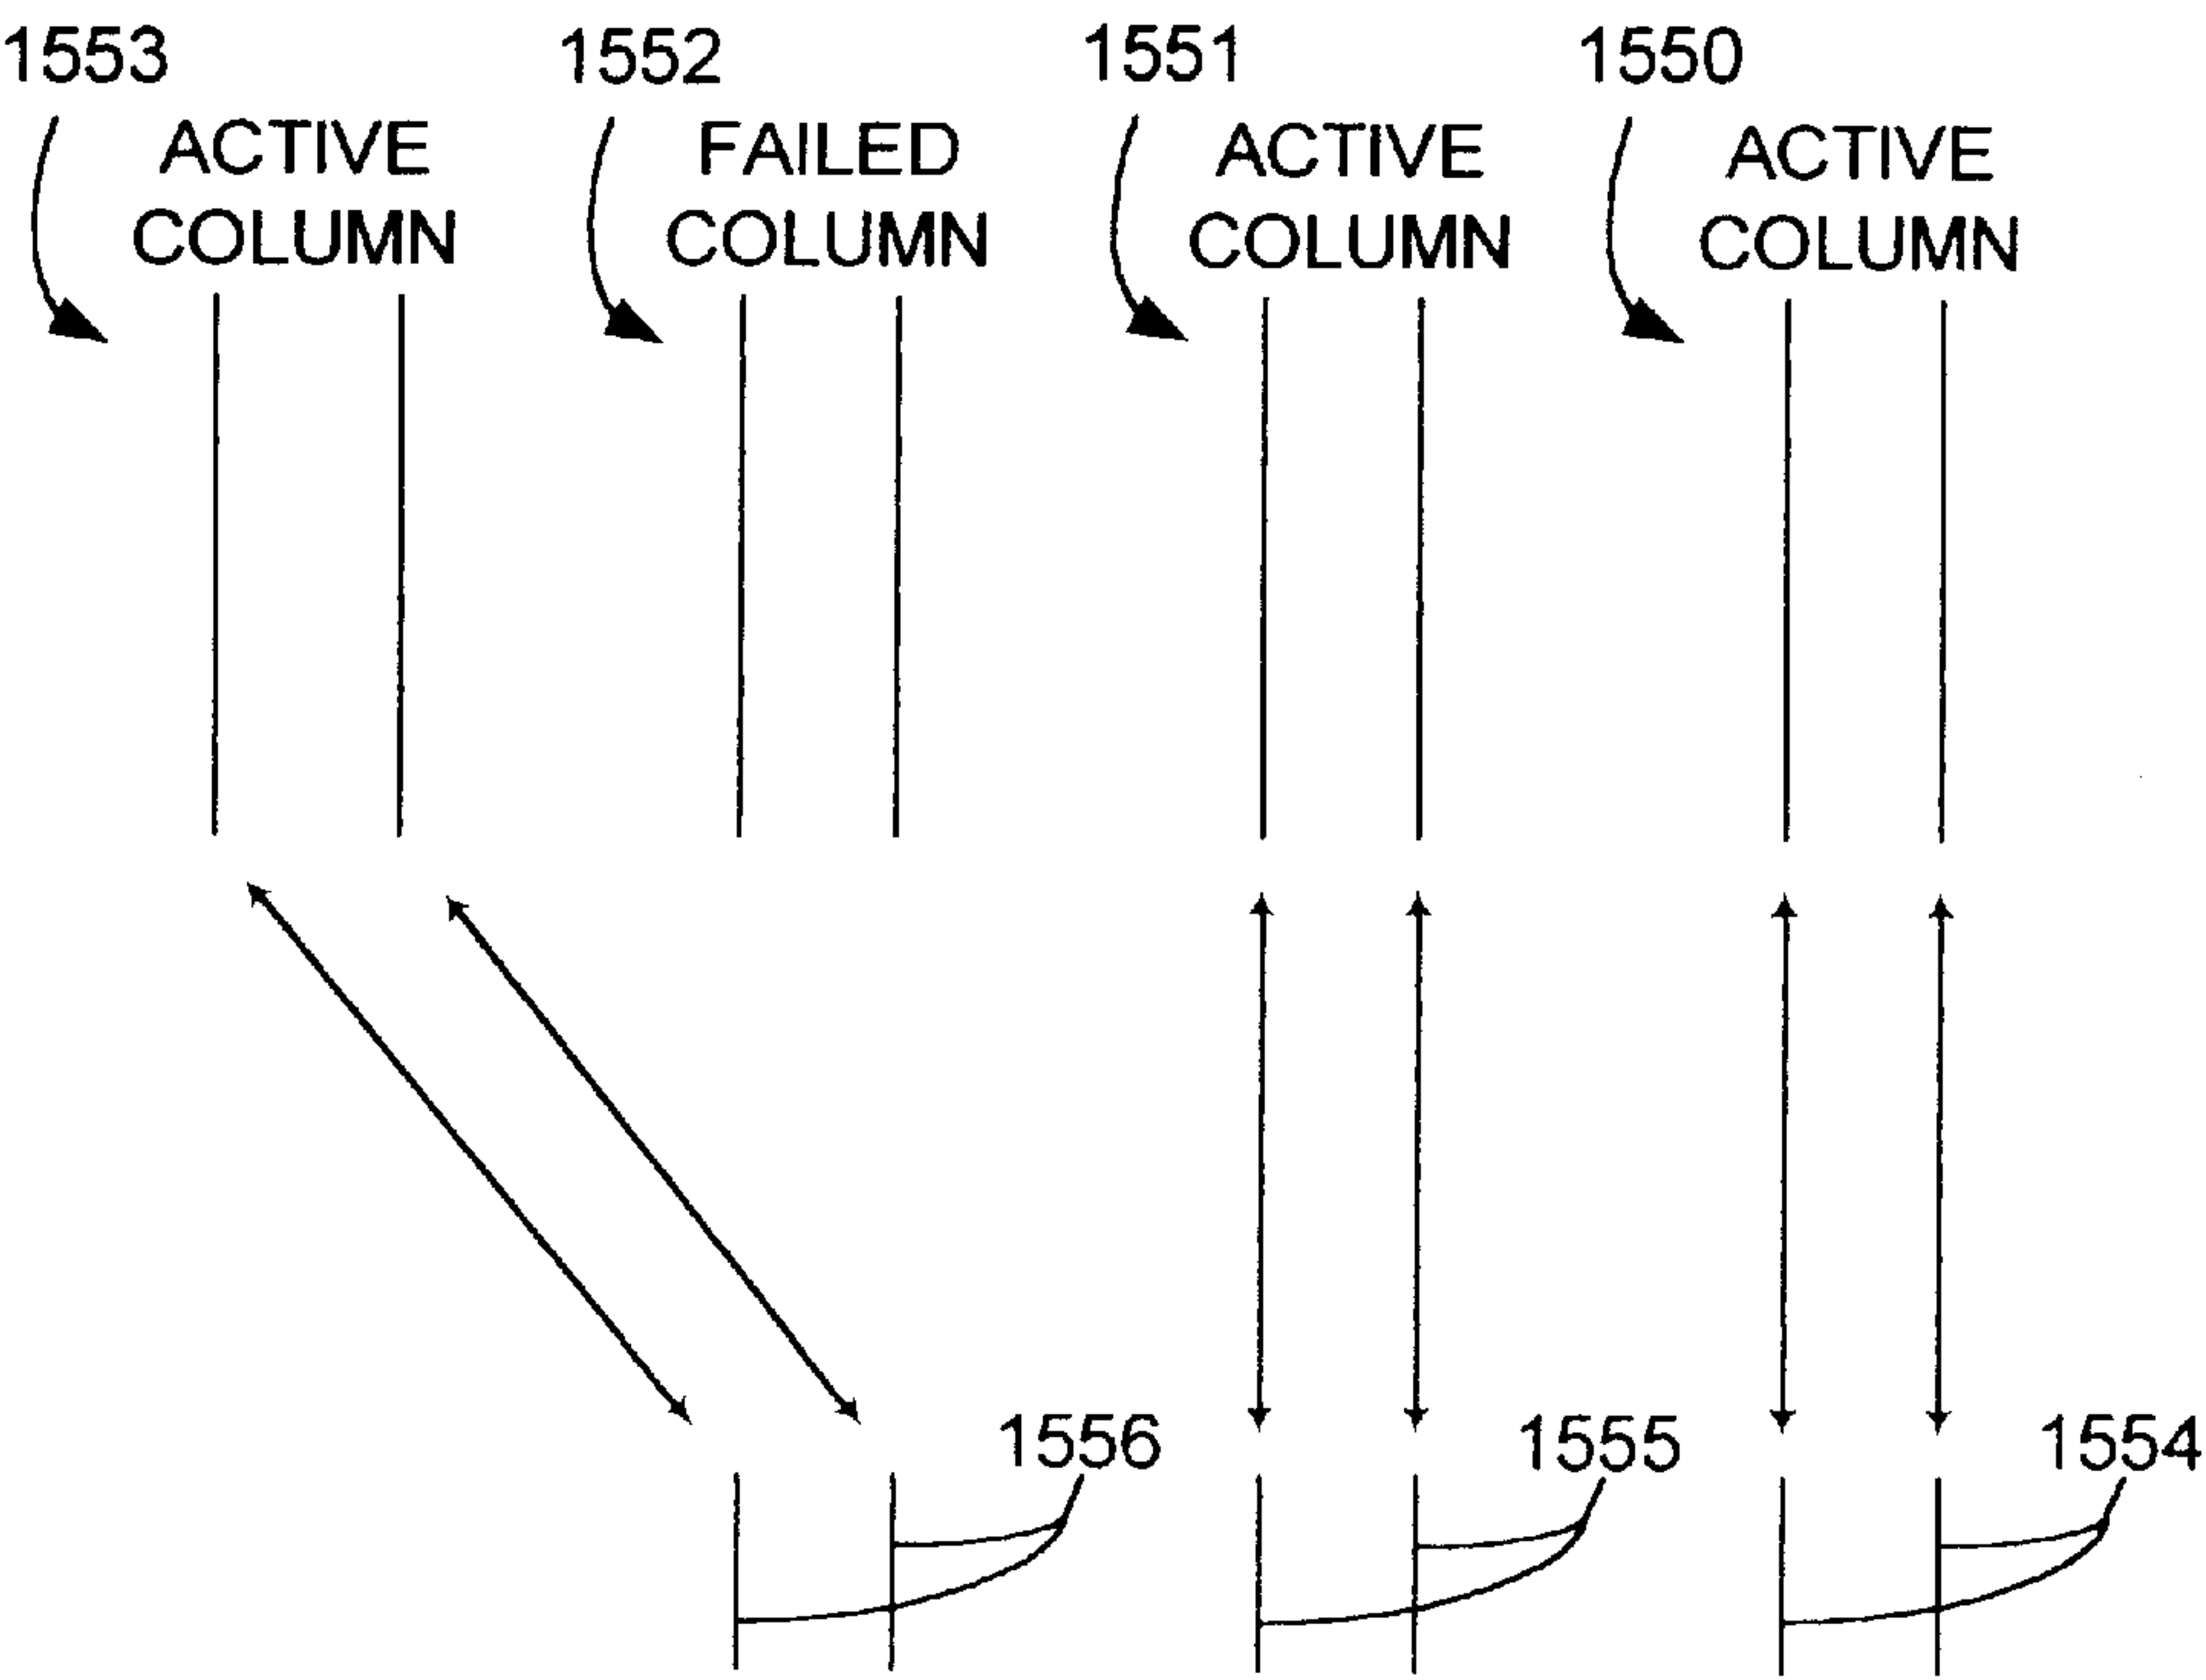 1553
1552
1551
1550
ACTIVE
COLUMN
FAILED
COLUMN
ACTIVE
COLUMN
ACTIVE
COLUMN
1556
1555
1554